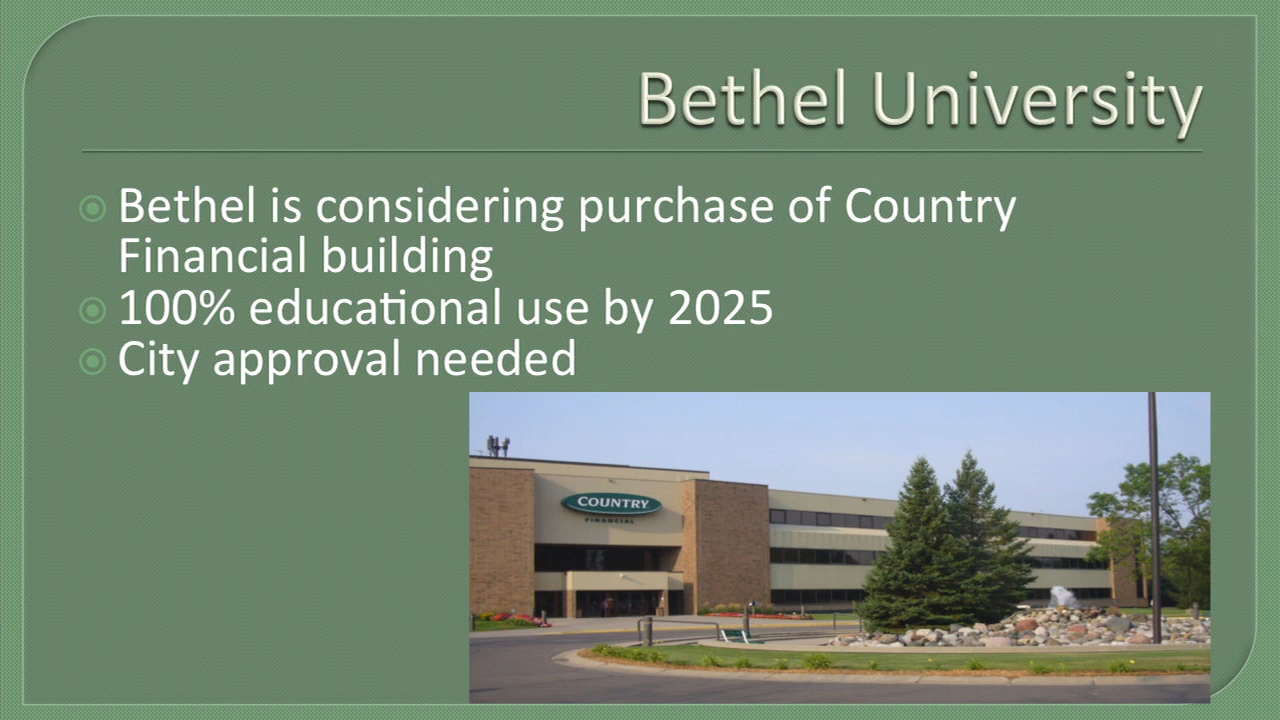 Bethel University
Bethel is considering purchase of Country
Financial building
100% educational use by 2025
City approval needed
COUNTRY
FINANCIAL